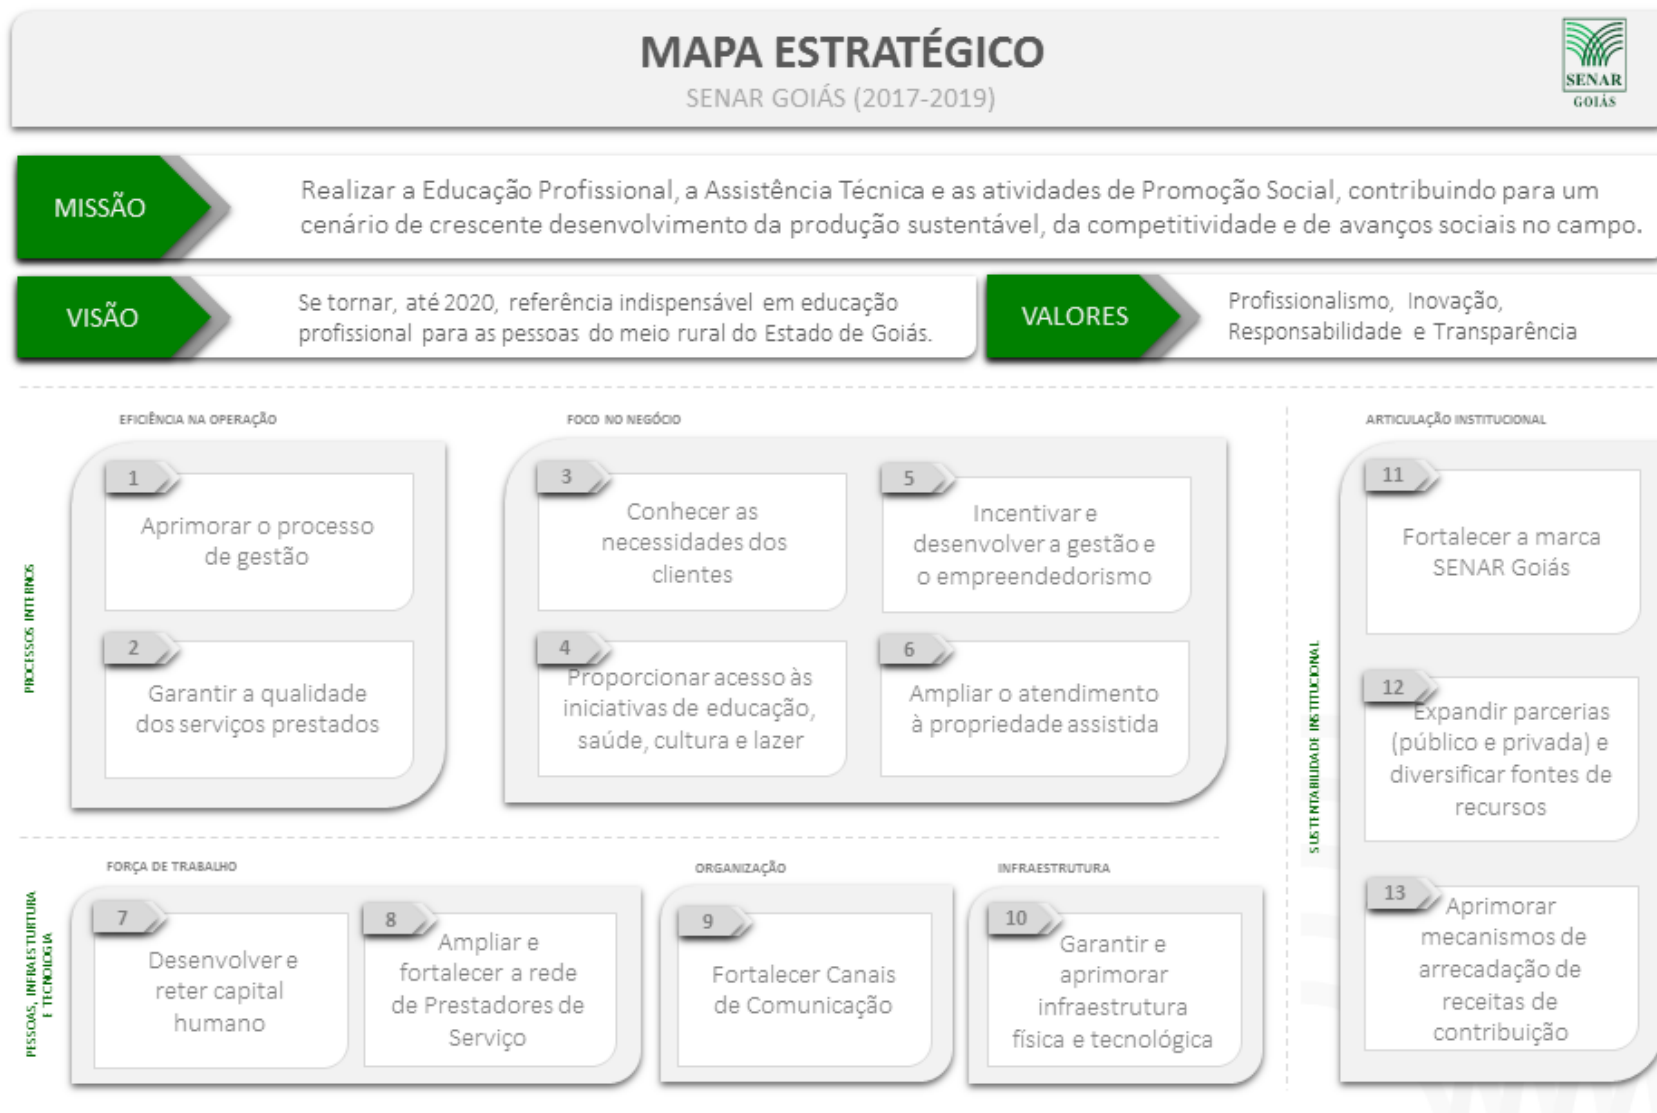 MAPA ESTRATÉGICO
SENAR GOIÁS (2017-2019)
SENAR
GOIÁS
MISSÃO
Realizar a Educação Profissional, a Assistência Técnica e as atividades de Promoção Social, contribuindo para um
cenário de crescente desenvolvimento da produção sustentável, da competitividade e de avanços sociais no campo.
VISÃO
Se tornar, até 2020, referência indispensável em educação
profissional para as pessoas do meio rural do Estado de Goiás.
VALORES
Profissionalismo, Inovação,
Responsabilidade e Transparência
PROCESSOS INTERNOS
EFICIÊNCIA NA OPERAÇÃO
1
Aprimorar o processo
de gestão
2
Garantir a qualidade
dos serviços prestados
FOCO NO NEGÓCIO
3
Conhecer as
necessidades dos
clientes
4
Proporcionar acesso às
iniciativas de educação,
saúde, cultura e lazer
5
Incentivar e
desenvolver a gestão e
o empreendedorismo
6
Ampliar o atendimento
à propriedade assistida
PESSOAS, INFRAESTURTURA
E TECNOLOGIA
FORÇA DE TRABALHO
7
Desenvolver e
reter capital
humano
8
Ampliar e
fortalecer a rede
de Prestadores de
Serviço
ORGANIZAÇÃO
9
Fortalecer Canais
de Comunicação
INFRAESTRUTURA
10
Garantir e
aprimorar
infraestrutura
física e tecnológica
SUSTENTABILIDADE INSTITUCIONAL
ARTICULAÇÃO INSTITUCIONAL
11
Fortalecer a marca
SENAR Goiás
12
Expandir parcerias
(público e privada) e
diversificar fontes de
recursos
13
Aprimorar
mecanismos de
arrecadação de
receitas de
contribuição